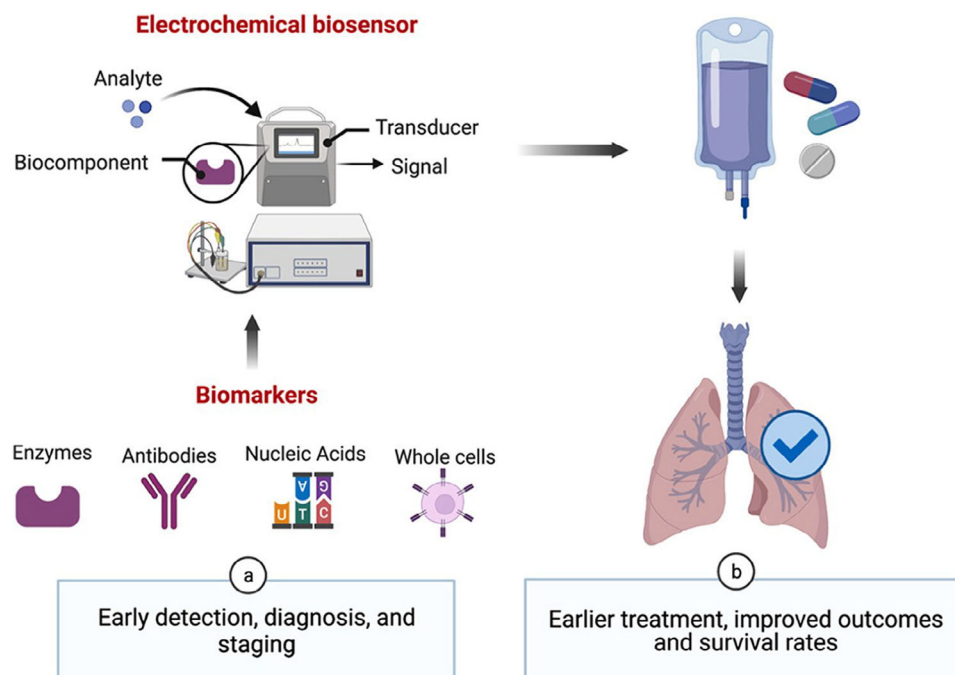 Electrochemical biosensor
Analyte
Transducer
Biocomponent
Signal
Biomarkers
Enzymes
Antibodies
Nucleic Acids
Whole cells
A
G
U
T
C
a
Early detection, diagnosis, and
staging
b
Earlier treatment, improved outcomes
and survival rates